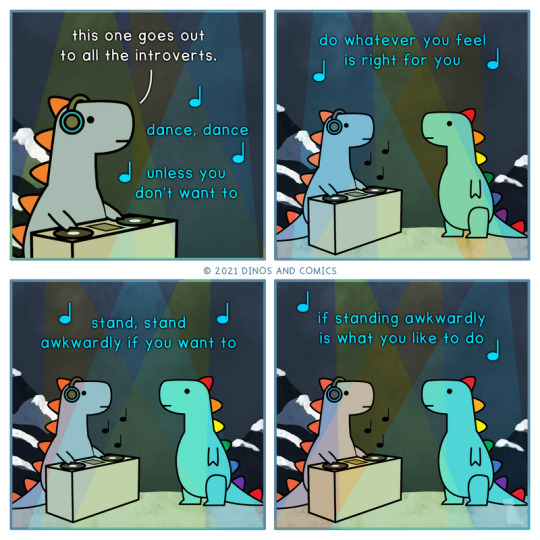 this one goes out
to all the introverts.
dance, dance
unless you
don't want to
do whatever you feel
is right for you
© 2021 DINOS AND COMICS
stand, stand
awkwardly if you want to
if standing awkwardly
is what you like to do